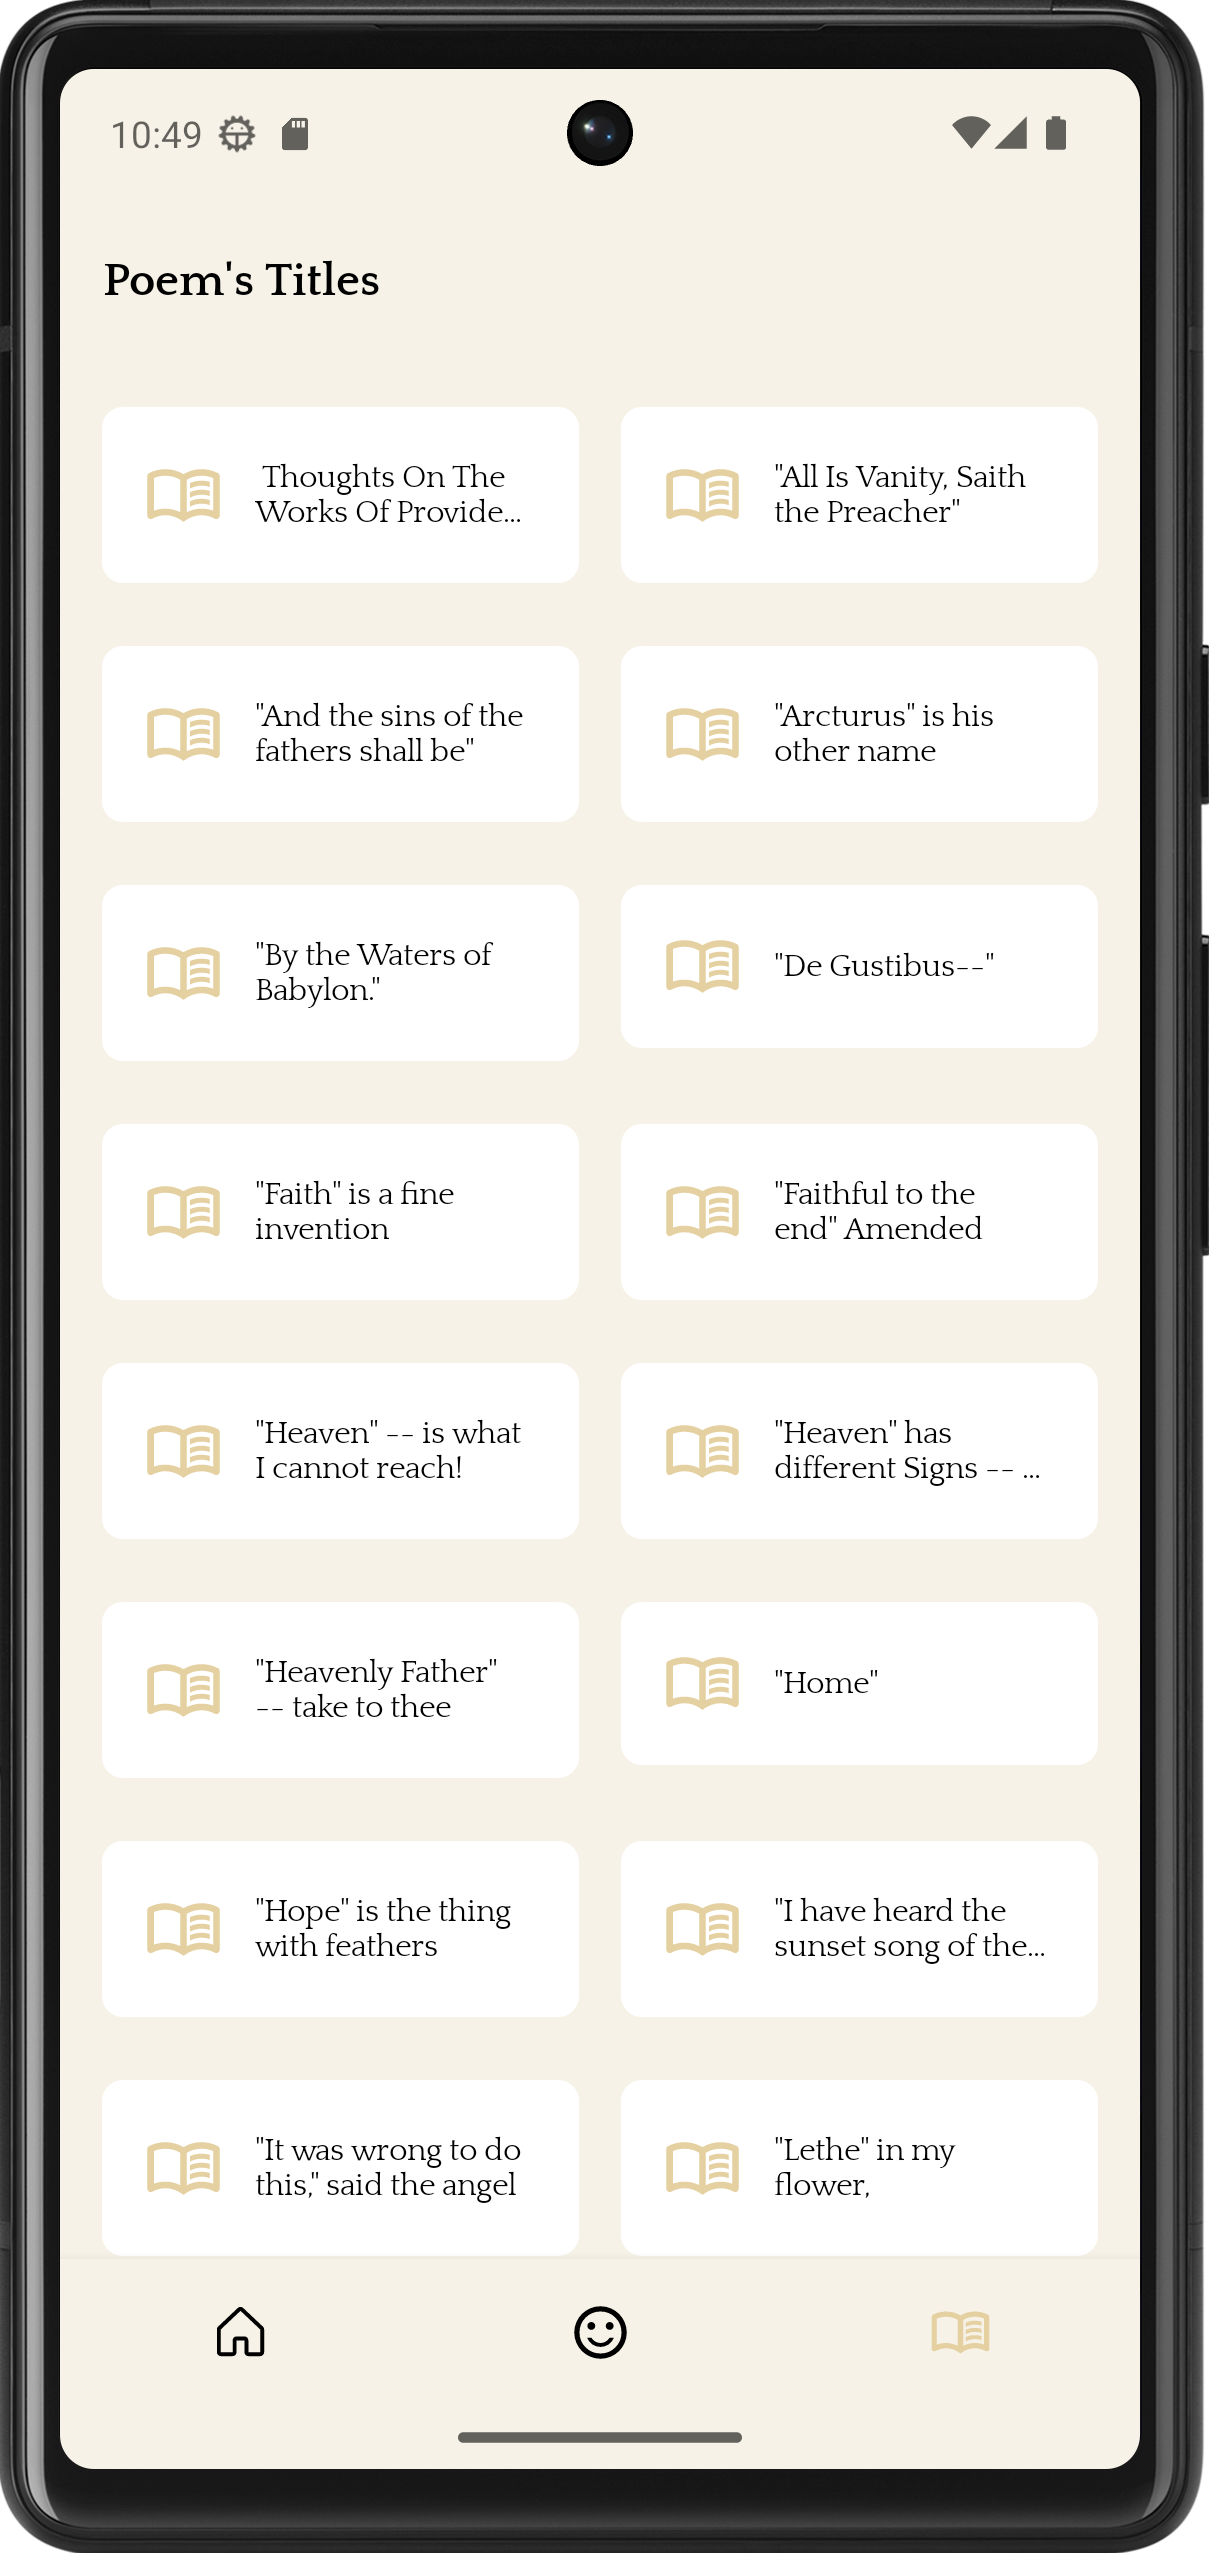 10:49
Poem's Titles
Thoughts On The
Works Of Provide...
"All Is Vanity, Saith
the Preacher"
"And the sins of the
fathers shall be"
"Arcturus" is his
other name
"By the Waters of
Babylon."
"De Gustibus--"
"Faith" is a fine
invention
"Faithful to the
end" Amended
"Heaven" -- is what
I cannot reach!
"Heaven" has
different Signs -- ...
"Heavenly Father"
-- take to thee
"Home"
"Hope" is the thing
with feathers
"I have heard the
sunset song of the...
"It was wrong to do
this," said the angel
"Lethe" in my
flower,